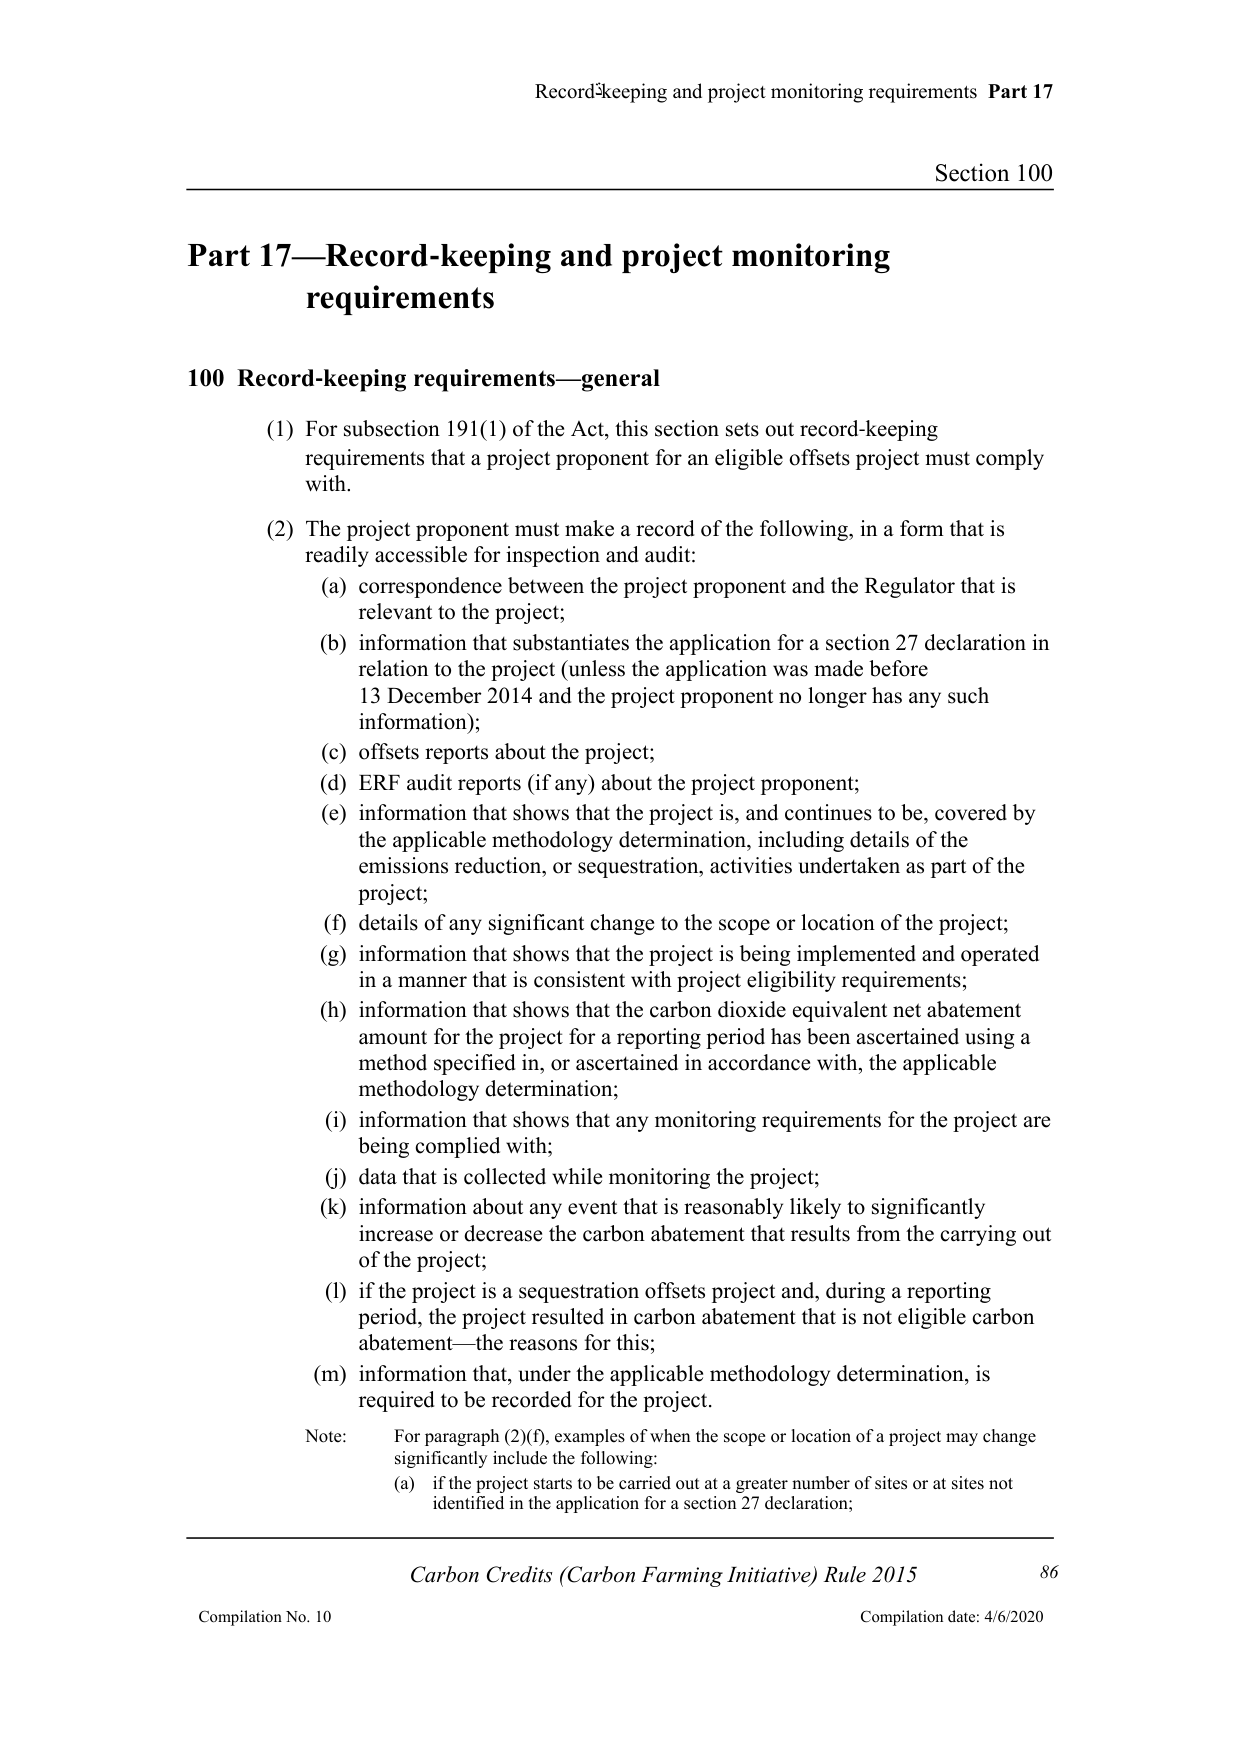 Record-keeping and project monitoring requirements Part 17
Section 100
Part 17—Record-keeping and project monitoring
requirements
100 Record-keeping requirements—general
(1) For subsection 191(1) of the Act, this section sets out record-keeping
requirements that a project proponent for an eligible offsets project must comply
with.
(2) The project proponent must make a record of the following, in a form that is
readily accessible for inspection and audit:
(a) correspondence between the project proponent and the Regulator that is
relevant to the project;
(b) information that substantiates the application for a section 27 declaration in
relation to the project (unless the application was made before
13 December 2014 and the project proponent no longer has any such
information);
(c) offsets reports about the project;
(d) ERF audit reports (if any) about the project proponent;
(e) information that shows that the project is, and continues to be, covered by
the applicable methodology determination, including details of the
emissions reduction, or sequestration, activities undertaken as part of the
project;
(f) details of any significant change to the scope or location of the project;
(g) information that shows that the project is being implemented and operated
in a manner that is consistent with project eligibility requirements;
(h) information that shows that the carbon dioxide equivalent net abatement
amount for the project for a reporting period has been ascertained using a
method specified in, or ascertained in accordance with, the applicable
methodology determination;
(i) information that shows that any monitoring requirements for the project are
being complied with;
(j) data that is collected while monitoring the project;
(k) information about any event that is reasonably likely to significantly
increase or decrease the carbon abatement that results from the carrying out
of the project;
(l) if the project is a sequestration offsets project and, during a reporting
period, the project resulted in carbon abatement that is not eligible carbon
abatement—the reasons for this;
(m) information that, under the applicable methodology determination, is
required to be recorded for the project.
Note: For paragraph (2)(f), examples of when the scope or location of a project may change
significantly include the following:
(a) if the project starts to be carried out at a greater number of sites or at sites not
identified in the application for a section 27 declaration;
Carbon Credits (Carbon Farming Initiative) Rule 2015 86
Compilation No. 10 Compilation date: 4/6/2020